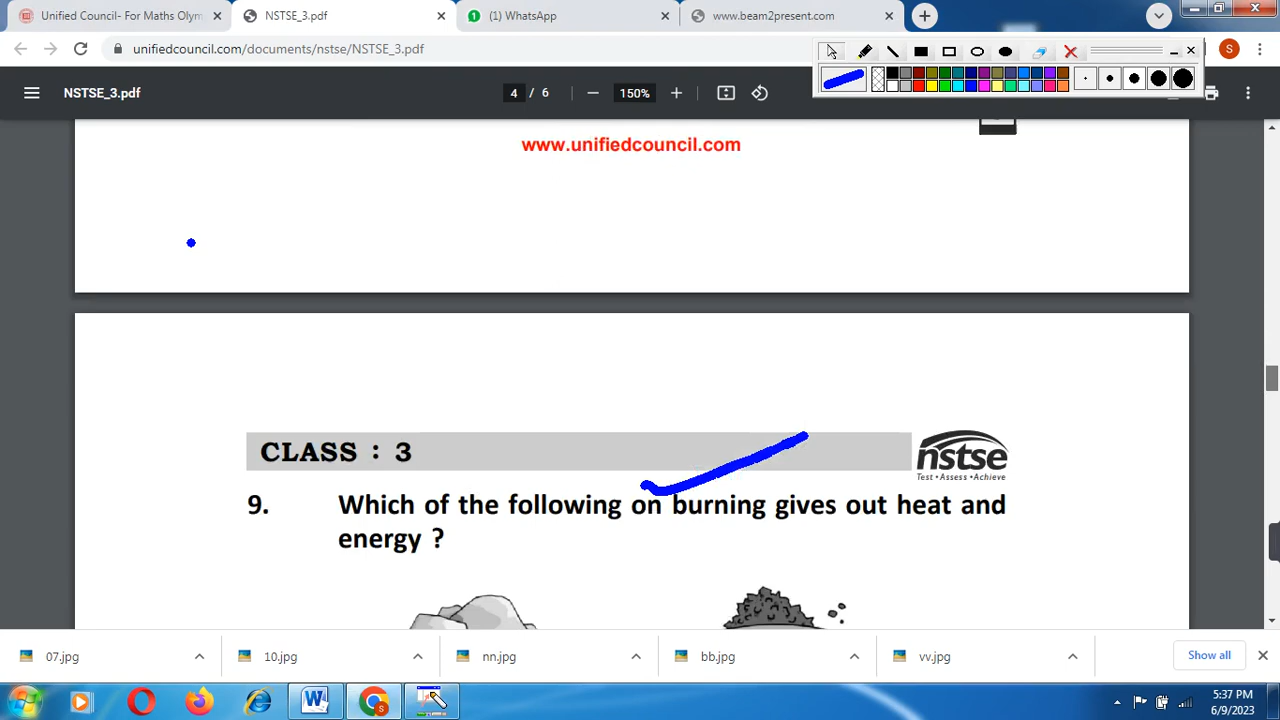 Unified Council- For Maths Olym
NSTSE_3.pdf
(1) WhatsApp
www.beam2present.com
unifiedcouncil.com/documents/nstse/NSTSE_3.pdf
S
NSTSE_3.pdf
4 / 6
150%
www.unifiedcouncil.com
CLASS : 3
nstse
Test • Assess • Achieve
9. Which of the following on burning gives out heat and
energy ?
07.jpg
10.jpg
nn.jpg
bb.jpg
vv.jpg
Show all
5:37 PM
6/9/2023